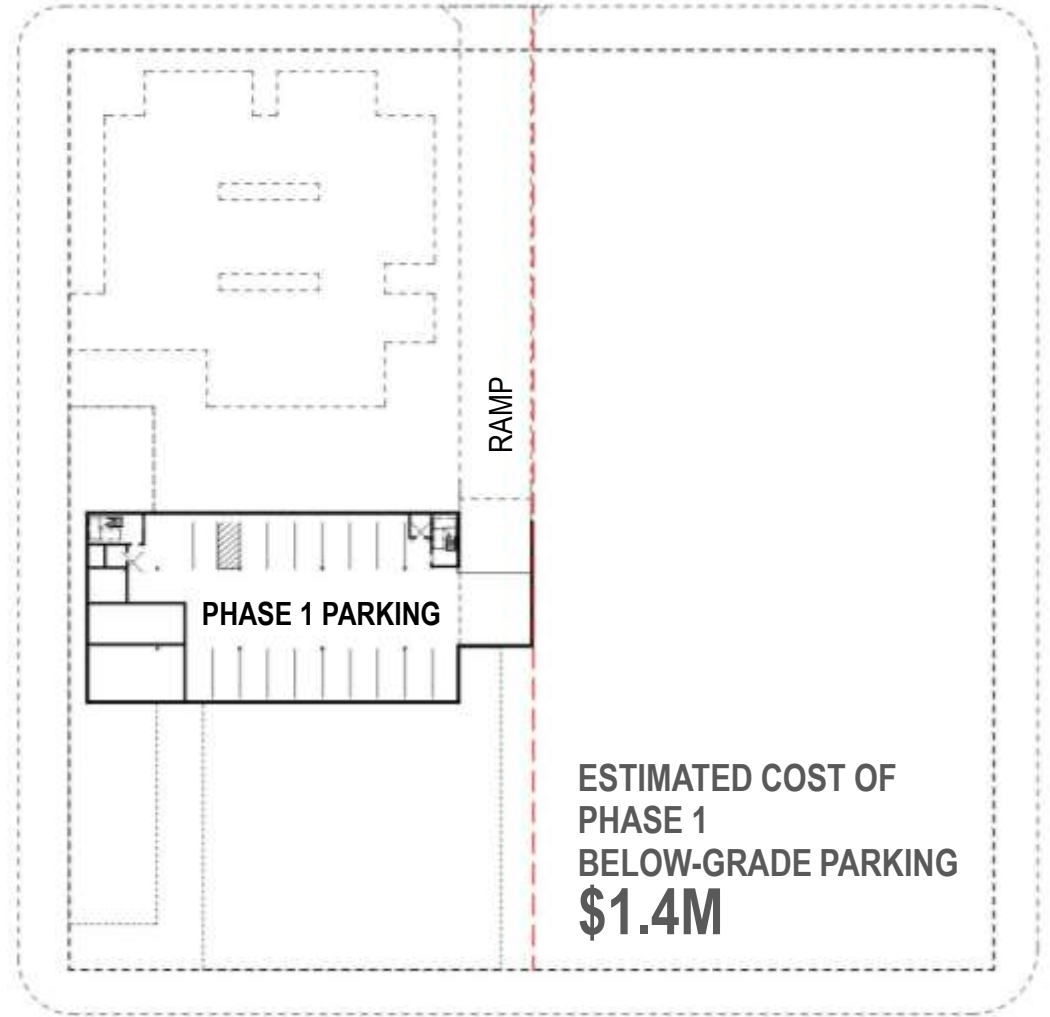 RAMP
PHASE 1 PARKING
ESTIMATED COST OF
PHASE 1
BELOW-GRADE PARKING
$1.4M